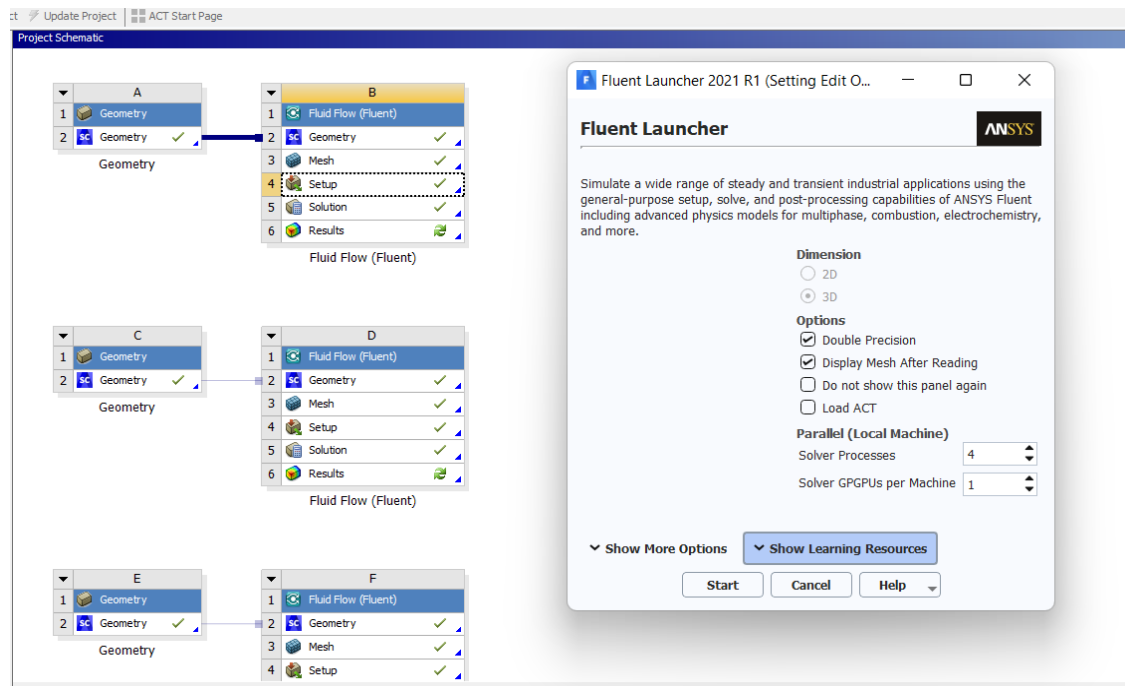 ct Update Project ACT Start Page
Project Schematic
A
1 Geometry
2 SC Geometry
Geometry
B
1 Fluid Flow (Fluent)
2 SC Geometry
3 Mesh
4 Setup
5 Solution
6 Results
Fluid Flow (Fluent)
C
1 Geometry
2 SC Geometry
Geometry
D
1 Fluid Flow (Fluent)
2 SC Geometry
3 Mesh
4 Setup
5 Solution
6 Results
Fluid Flow (Fluent)
E
1 Geometry
2 SC Geometry
Geometry
F
1 Fluid Flow (Fluent)
2 SC Geometry
3 Mesh
4 Setup
F Fluent Launcher 2021 R1 (Setting Edit O...
Fluent Launcher
ANSYS
Simulate a wide range of steady and transient industrial applications using the
general-purpose setup, solve, and post-processing capabilities of ANSYS Fluent
including advanced physics models for multiphase, combustion, electrochemistry,
and more.
Dimension
2D
3D
Options
Double Precision
Display Mesh After Reading
Do not show this panel again
Load ACT
Parallel (Local Machine)
Solver Processes 4
Solver GPGPUs per Machine 1
Show More Options Show Learning Resources
Start Cancel Help